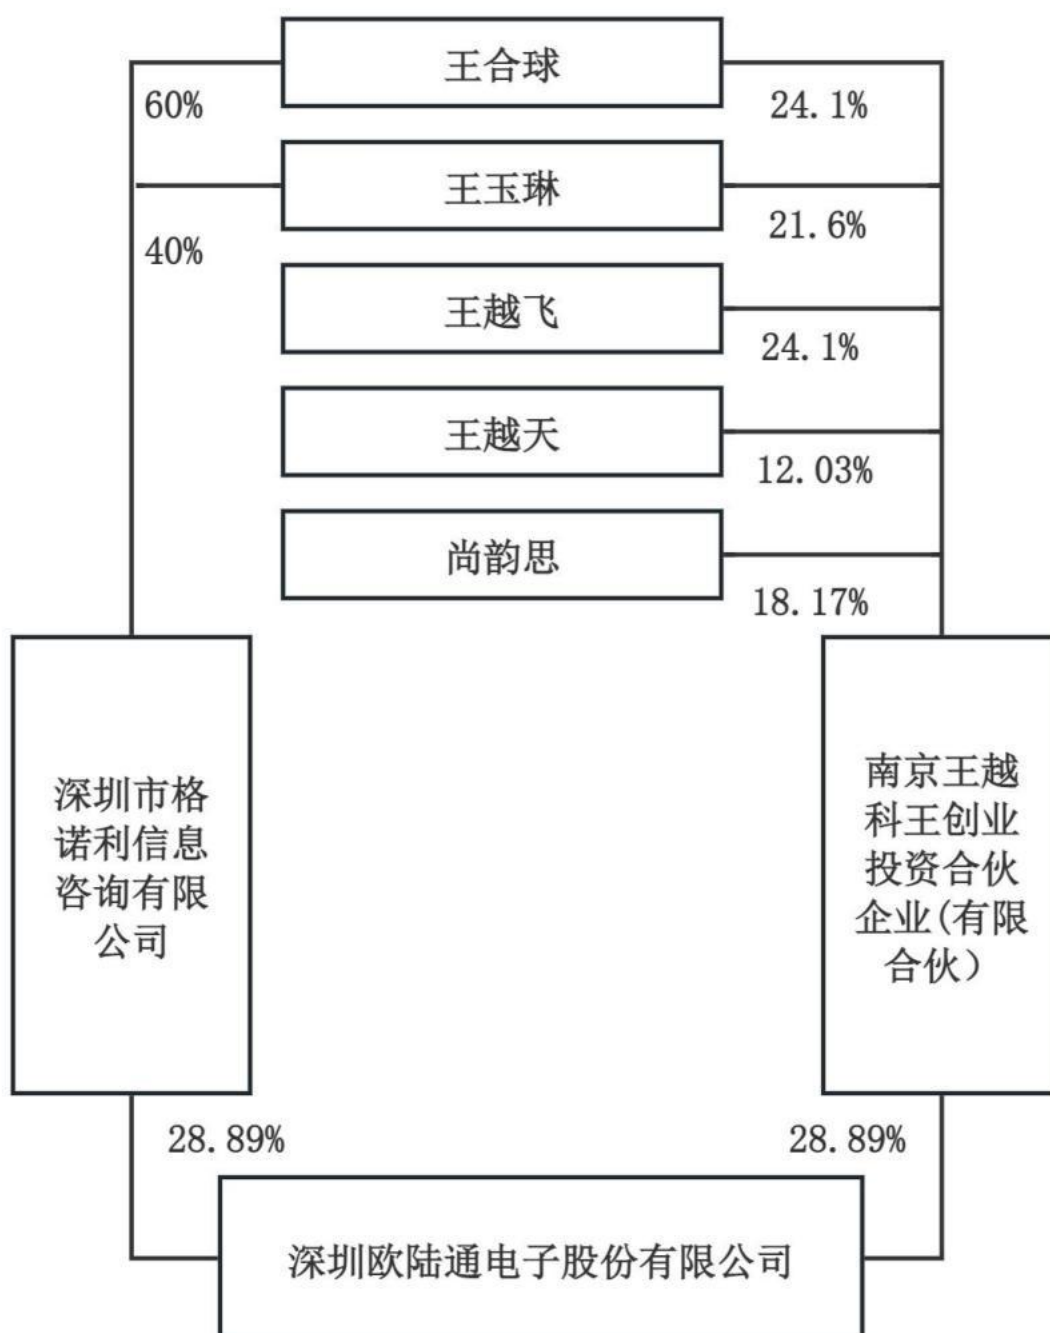 王合球
60%
24.1%
王玉琳
40%
21.6%
王越飞
24.1%
王越天
12.03%
尚韵思
18.17%
深圳市格
诺利信息
咨询有限
公司
南京王越
科王创业
投资合伙
企业(有限
合伙）
28.89%
28.89%
深圳欧陆通电子股份有限公司